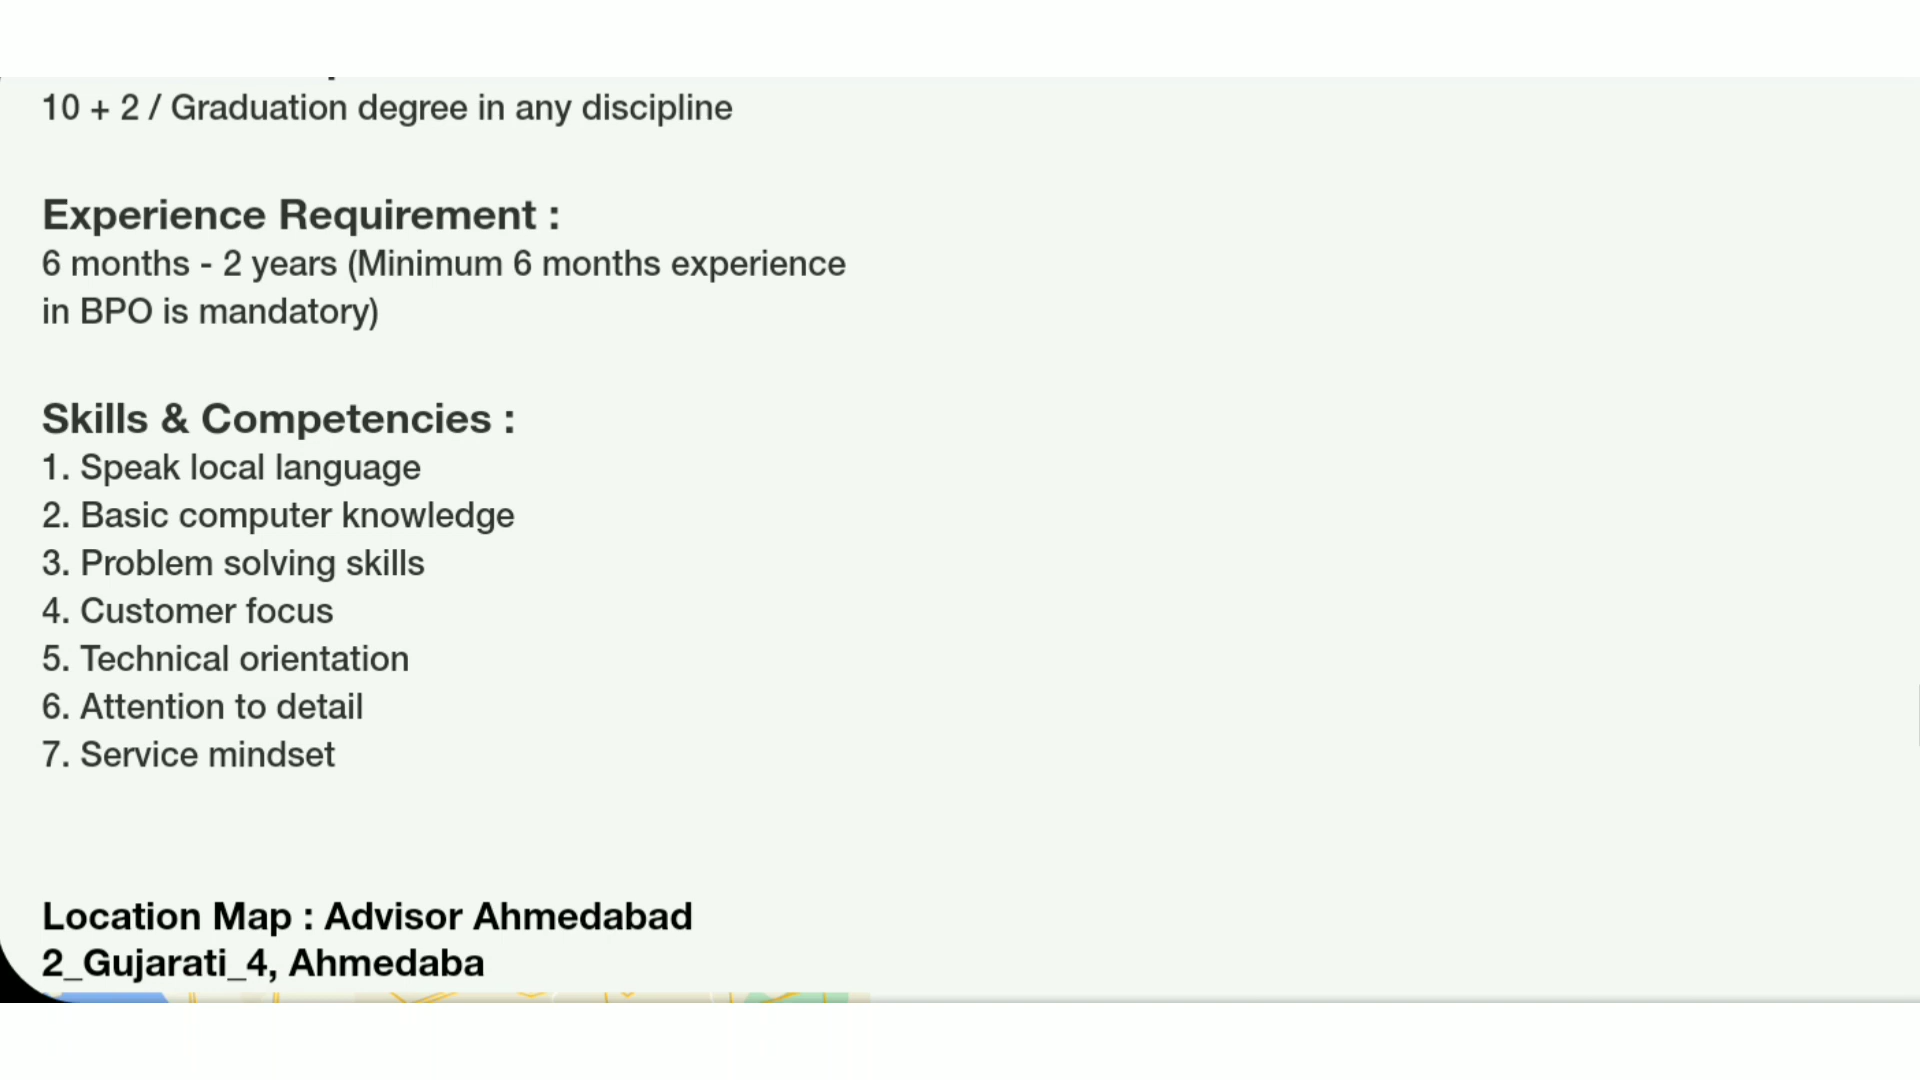 10 + 2 / Graduation degree in any discipline
Experience Requirement :
6 months - 2 years (Minimum 6 months experience
in BPO is mandatory)
Skills & Competencies :
1. Speak local language
2. Basic computer knowledge
3. Problem solving skills
4. Customer focus
5. Technical orientation
6. Attention to detail
7. Service mindset
Location Map : Advisor Ahmedabad
2_Gujarati_4, Ahmedaba